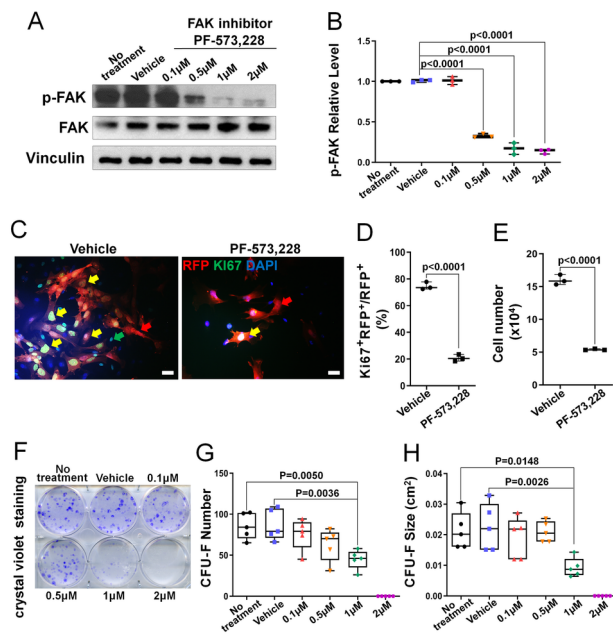 A
FAK inhibitor
PF-573,228
No
treatment
Vehicle
0.1µM
0.5µM
1µM
2µM
p-FAK
FAK
Vinculin
B
p<0.0001
p<0.0001
p<0.0001
p-FAK Relative Level
1.5
1.0
0.5
0.0
No
treatment
Vehicle
0.1µM
0.5µM
1µM
2µM
C
Vehicle
PF-573,228
RFP KI67 DAPI
D
p<0.0001
Ki67+RFP+/RFP+
(%)
100
80
60
40
20
0
Vehicle
PF-573,228
E
p<0.0001
Cell number
(x10⁴)
20
15
10
5
0
Vehicle
PF-573,228
F
crystal violet staining
No
treatment
Vehicle
0.1µM
0.5µM
1µM
2µM
G
P=0.0050
P=0.0036
CFU-F Number
200
150
100
50
0
No
treatment
Vehicle
0.1µM
0.5µM
1µM
2µM
H
P=0.0148
P=0.0026
CFU-F Size (cm²)
0.04
0.03
0.02
0.01
0.00
No
treatment
Vehicle
0.1µM
0.5µM
1µM
2µM